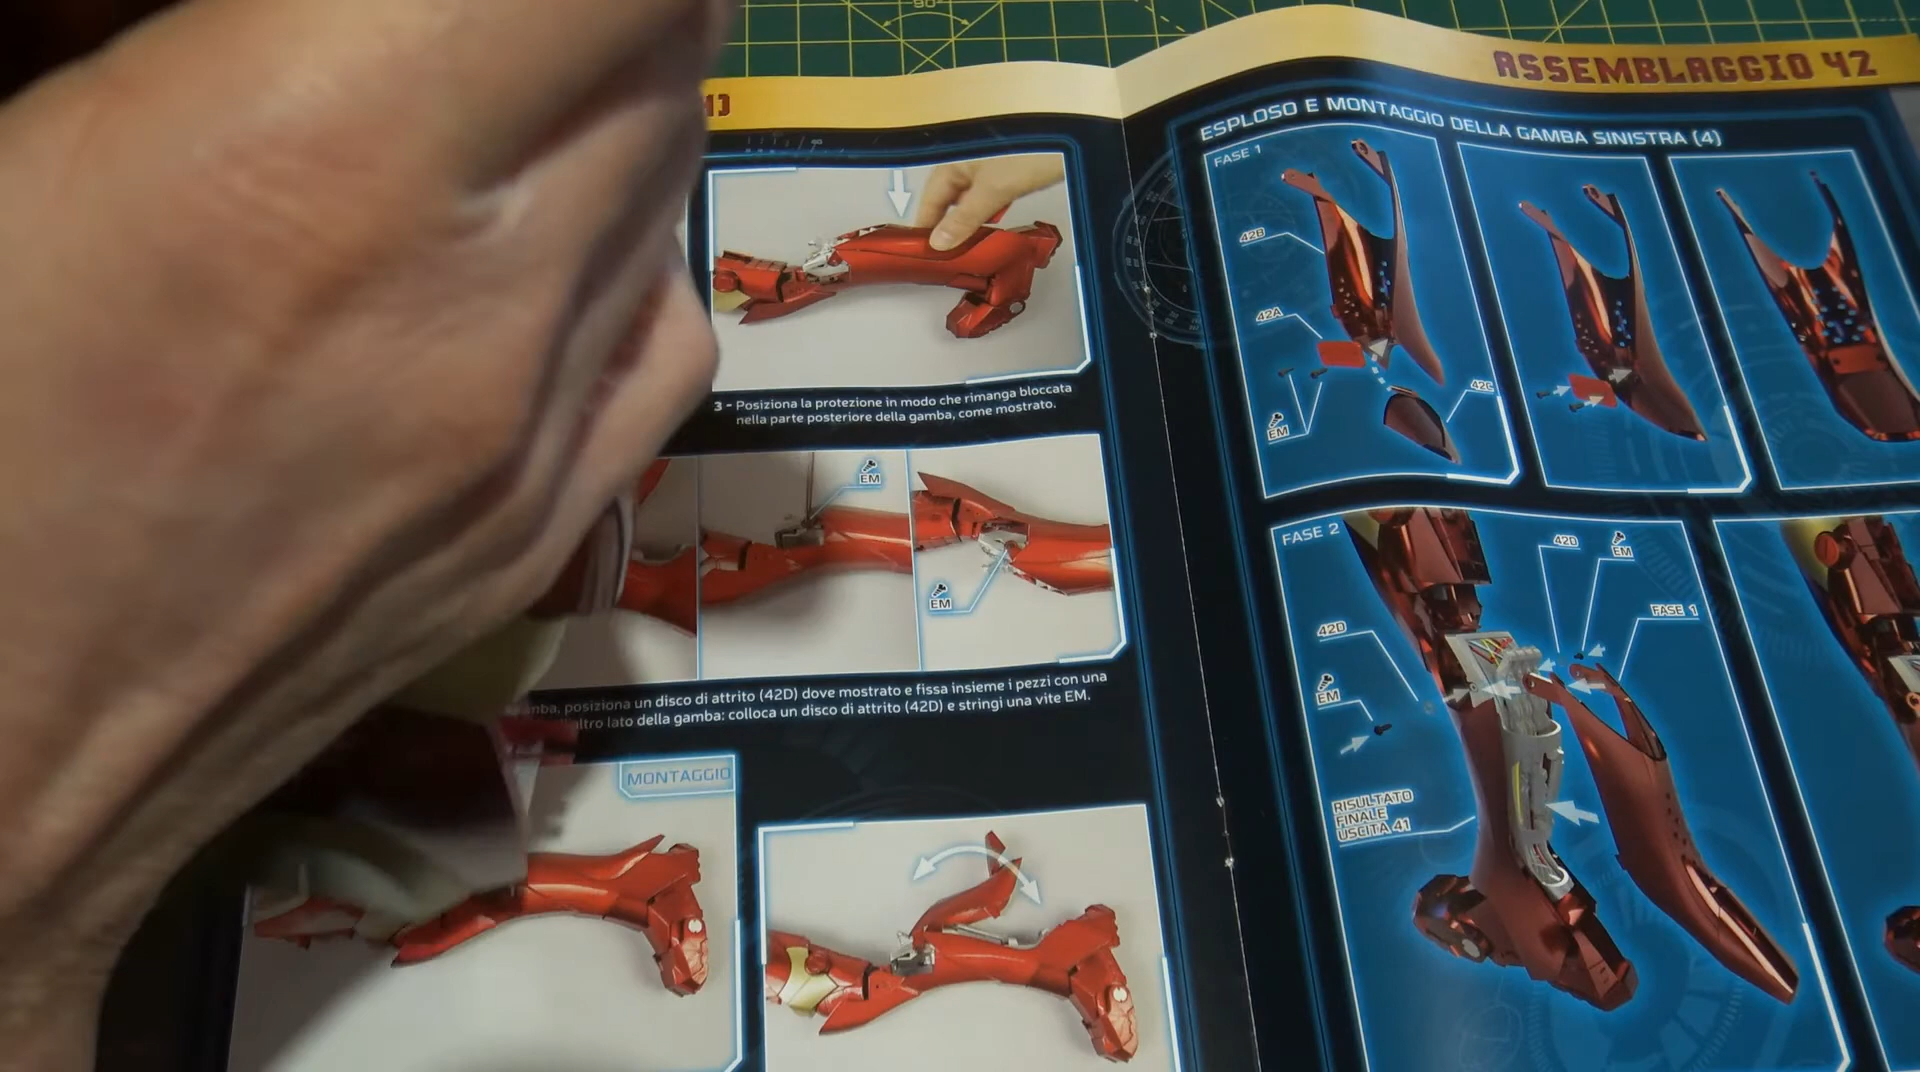 90°
ASSEMBLAGGIO 42
3 - Posiziona la protezione in modo che rimanga bloccata
nella parte posteriore della gamba, come mostrato.
EM
EM
posiziona un disco di attrito (42D) dove mostrato e fissa insieme i pezzi con una
lato della gamba: colloca un disco di attrito (42D) e stringi una vite EM.
MONTAGGIO
ESPLOSO E MONTAGGIO DELLA GAMBA SINISTRA (4)
FASE 1
42B
42A
42C
EM
FASE 2
42D
EM
FASE 1
42D
EM
RISULTATO
FINALE
USCITA 41